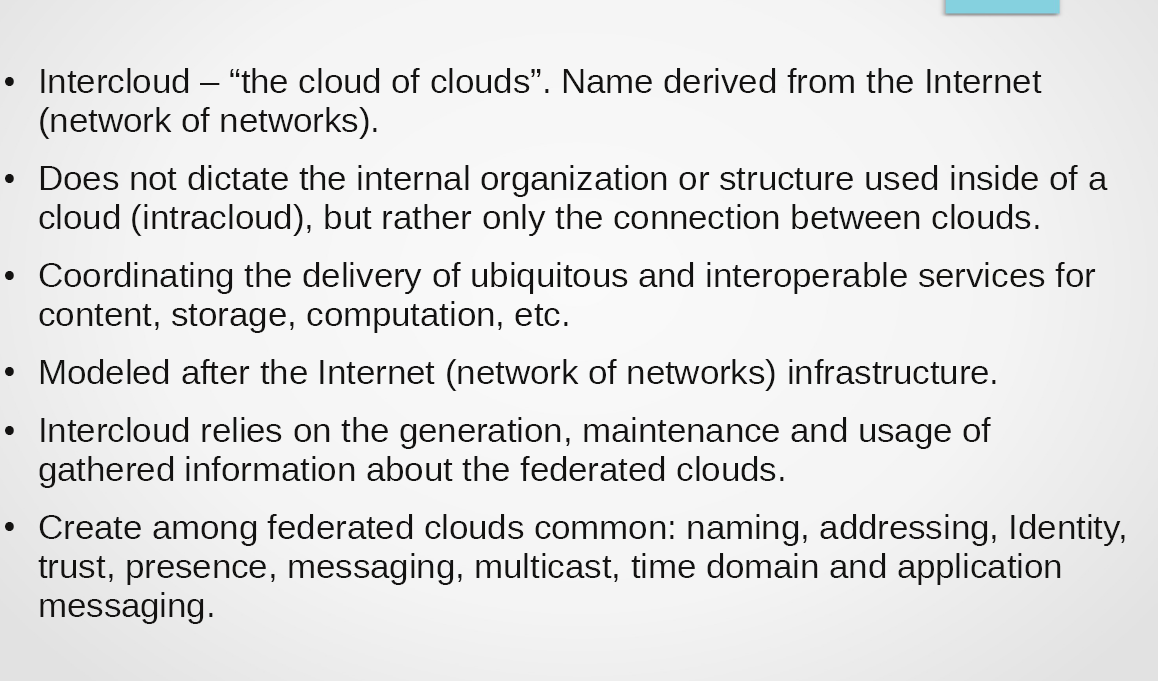 • Intercloud – “the cloud of clouds”. Name derived from the Internet
(network of networks).
• Does not dictate the internal organization or structure used inside of a
cloud (intracloud), but rather only the connection between clouds.
• Coordinating the delivery of ubiquitous and interoperable services for
content, storage, computation, etc.
• Modeled after the Internet (network of networks) infrastructure.
• Intercloud relies on the generation, maintenance and usage of
gathered information about the federated clouds.
• Create among federated clouds common: naming, addressing, Identity,
trust, presence, messaging, multicast, time domain and application
messaging.